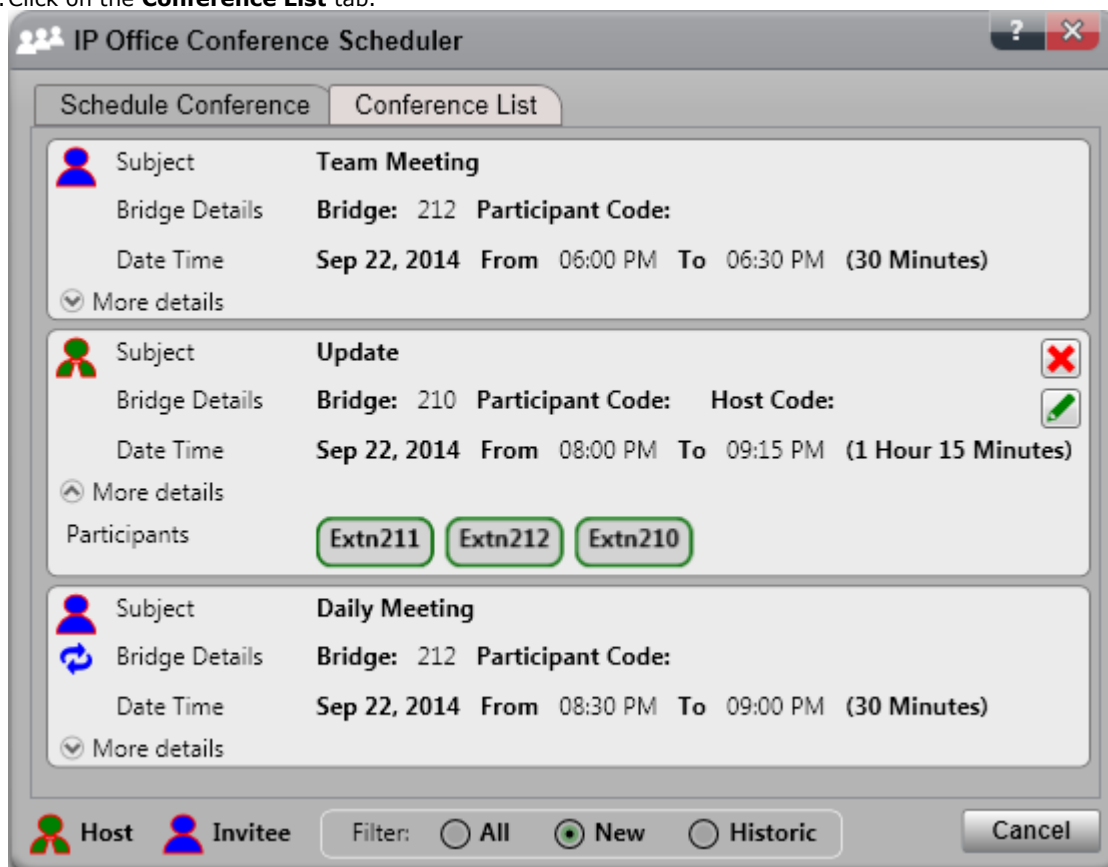 . Click on the Conference List tab.
IP Office Conference Scheduler ?
Schedule Conference Conference List
Subject Team Meeting
Bridge Details Bridge: 212 Participant Code:
Date Time Sep 22, 2014 From 06:00 PM To 06:30 PM (30 Minutes)
More details
Subject Update
Bridge Details Bridge: 210 Participant Code: Host Code:
Date Time Sep 22, 2014 From 08:00 PM To 09:15 PM (1 Hour 15 Minutes)
More details
Participants Extn211 Extn212 Extn210
Subject Daily Meeting
Bridge Details Bridge: 212 Participant Code:
Date Time Sep 22, 2014 From 08:30 PM To 09:00 PM (30 Minutes)
More details
Host Invitee Filter: All New Historic Cancel